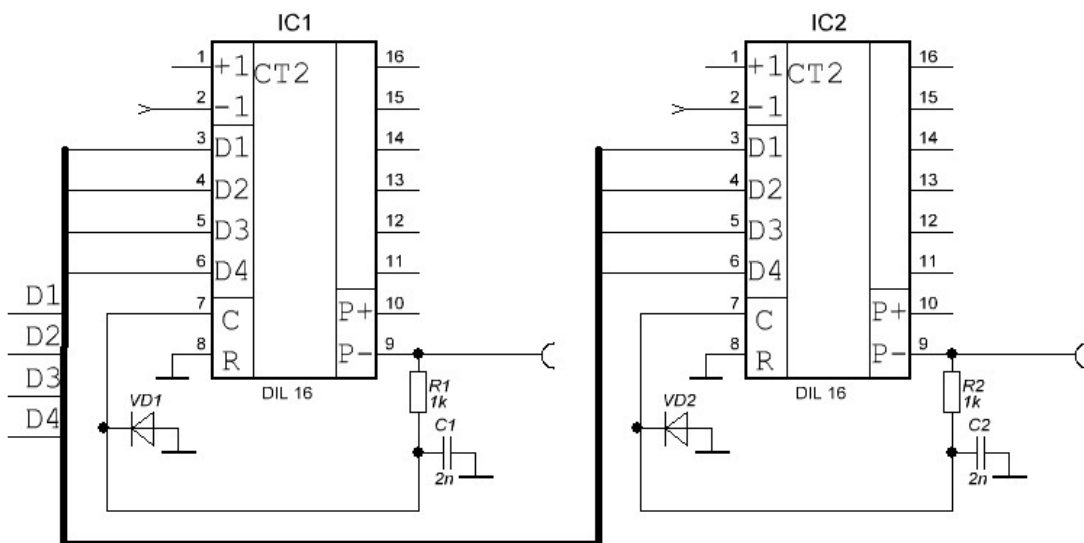 IC1
IC2
1 +1 CT2 16
2 -1 15
3 D1 14
4 D2 13
5 D3 12
6 D4 11
7 C P+ 10
8 R P- 9
DIL 16
1 +1 CT2 16
2 -1 15
3 D1 14
4 D2 13
5 D3 12
6 D4 11
7 C P+ 10
8 R P- 9
DIL 16
D1
D2
D3
D4
VD1
R1
1k
C1
2n
VD2
R2
1k
C2
2n